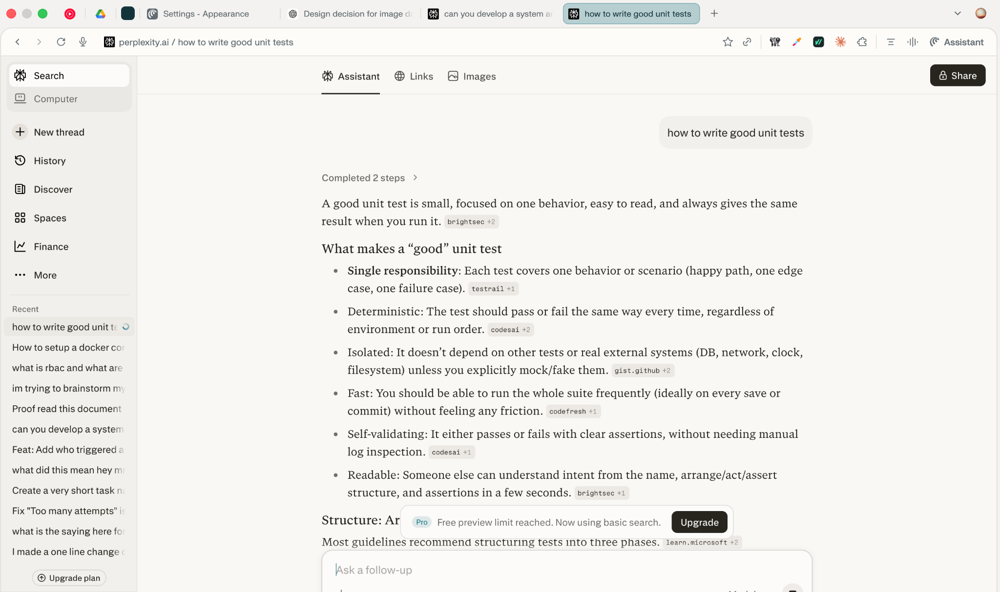 Settings - Appearance
Design decision for image da
can you develop a system ar
how to write good unit tests
perplexity.ai / how to write good unit tests
Assistant
Search
Computer
New thread
History
Discover
Spaces
Finance
More
Recent
how to write good unit te
How to setup a docker cor
what is rbac and what are
im trying to brainstorm my
Proof read this document
can you develop a system
Feat: Add who triggered a
what did this mean hey mr
Create a very short task na
Fix "Too many attempts" is
what is the saying here for
I made a one line change c
Upgrade plan
Assistant
Links
Images
Share
how to write good unit tests
Completed 2 steps
A good unit test is small, focused on one behavior, easy to read, and always gives the same
result when you run it. brightsec +2
What makes a “good” unit test
• Single responsibility: Each test covers one behavior or scenario (happy path, one edge
case, one failure case). testrail +1
• Deterministic: The test should pass or fail the same way every time, regardless of
environment or run order. codesai +2
• Isolated: It doesn’t depend on other tests or real external systems (DB, network, clock,
filesystem) unless you explicitly mock/fake them. gist.github +2
• Fast: You should be able to run the whole suite frequently (ideally on every save or
commit) without feeling any friction. codefresh +1
• Self-validating: It either passes or fails with clear assertions, without needing manual
log inspection. codesai +1
• Readable: Someone else can understand intent from the name, arrange/act/assert
structure, and assertions in a few seconds. brightsec +1
Structure: Ar
Pro Free preview limit reached. Now using basic search. Upgrade
Most guidelines recommend structuring tests into three phases. learn.microsoft +2
Ask a follow-up